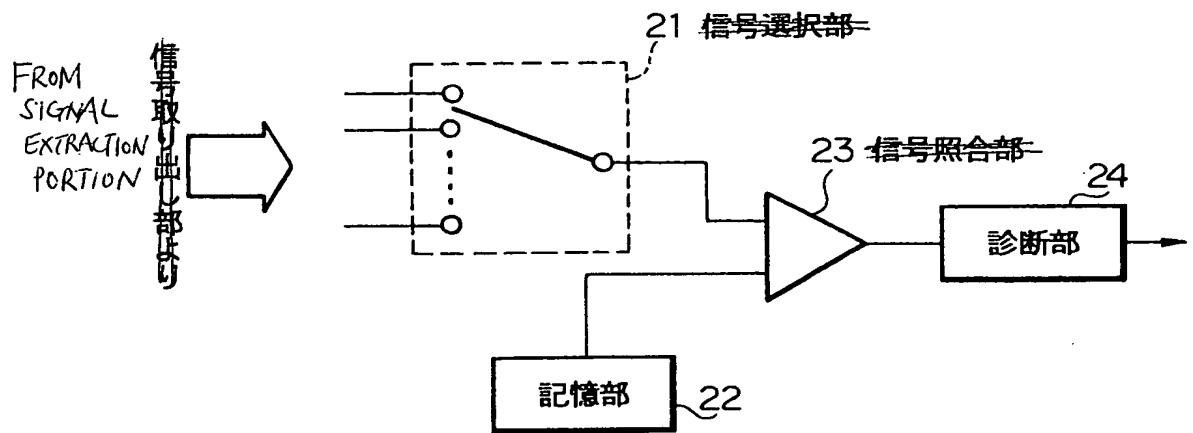 21 信号選択部
FROM
SIGNAL
EXTRACTION
PORTION
信号取り出し部より
23 信号照合部
24
診断部
記憶部
22